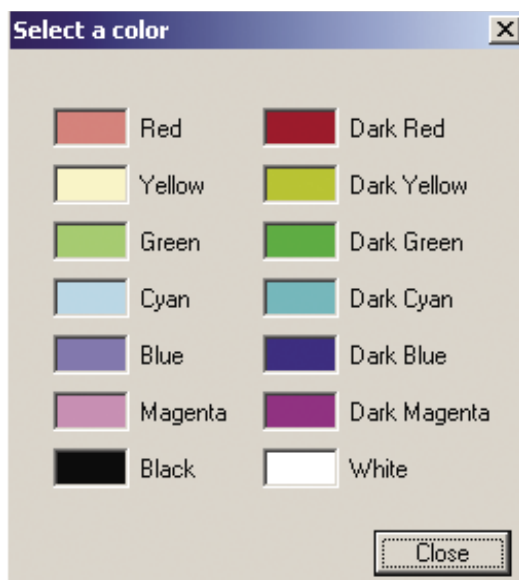 Select a color
Red Dark Red
Yellow Dark Yellow
Green Dark Green
Cyan Dark Cyan
Blue Dark Blue
Magenta Dark Magenta
Black White
Close